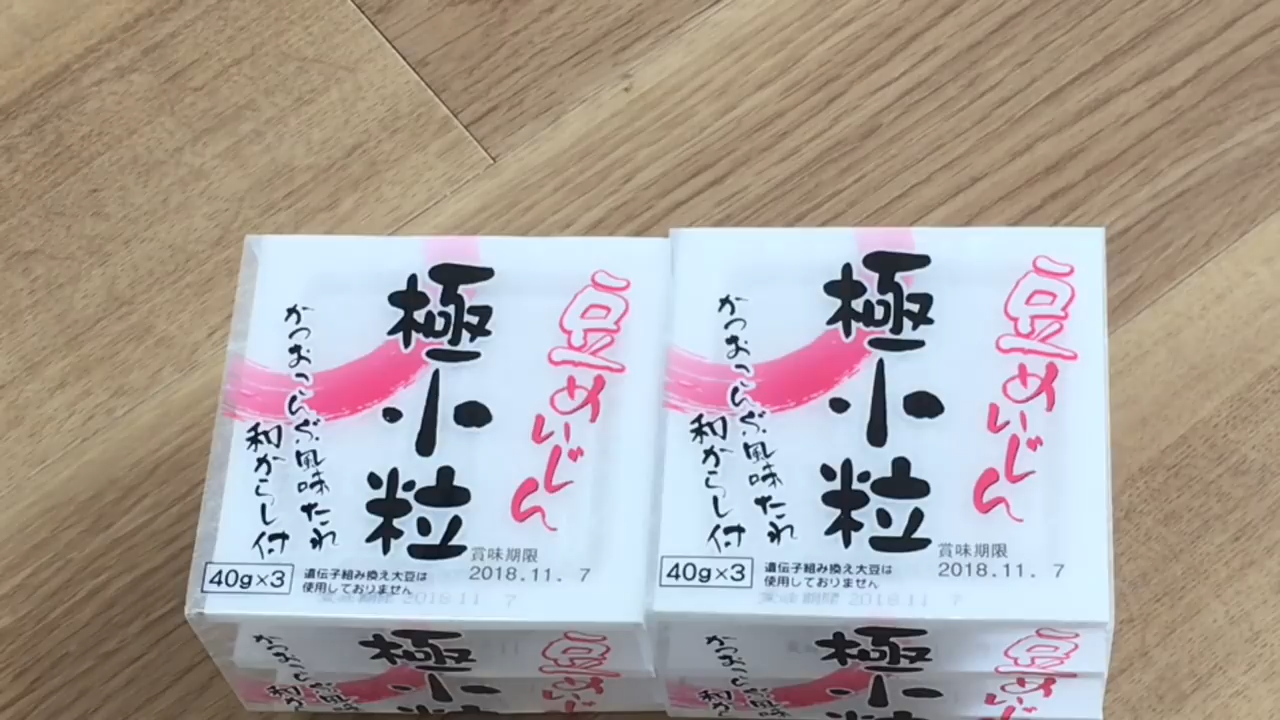 豆めいじん
極小粒
かつおこんぶ風味たれ
和からし付
賞味期限
2018.11. 7
40g×3
遺伝子組み換え大豆は
使用しておりません
豆めいじん
極小粒
かつおこんぶ風味たれ
和からし付
賞味期限
2018.11. 7
40g×3
遺伝子組み換え大豆は
使用しておりません